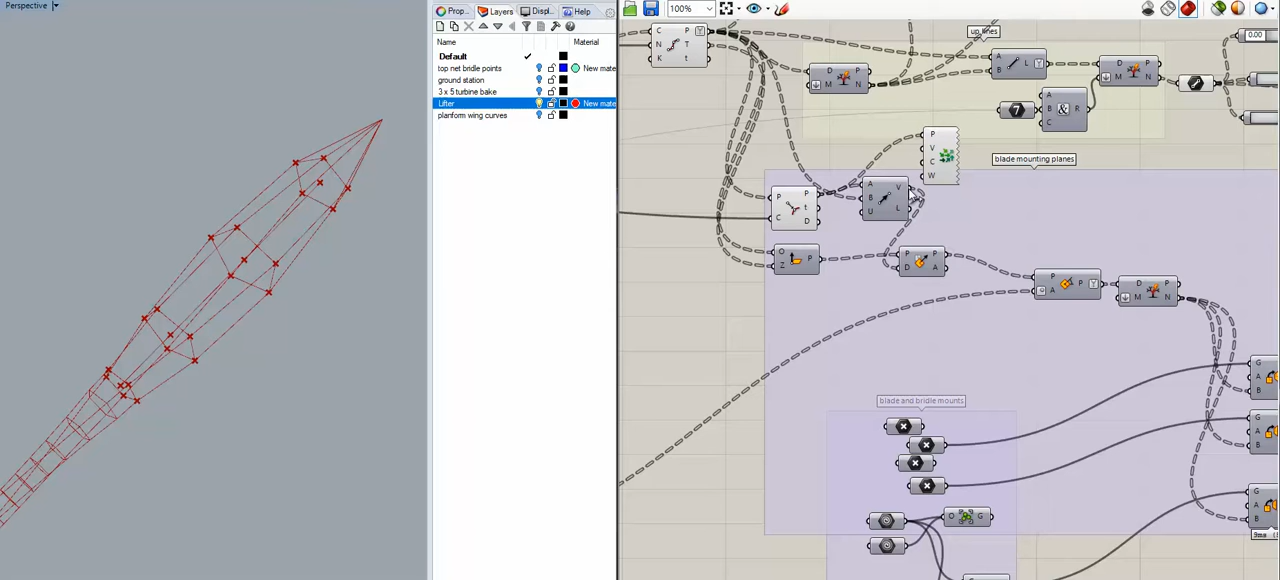 Perspective
Prop...
Layers
Displ...
Help
Name
Material
Default
top net bridle points
New mate
ground station
3 x 5 turbine bake
Lifter
New mate
planform wing curves
100%
C
N
K
P
T
t
up lines
D
M
P
N
A
B
L
D
M
P
N
0.00
7
A
B
C
R
P
V
C
W
blade mounting planes
P
C
P
t
D
A
B
U
V
L
O
Z
P
P
D
P
A
P
A
P
D
M
P
N
blade and bridle mounts
G
A
B
G
A
B
O
G
G
A
B
9ms